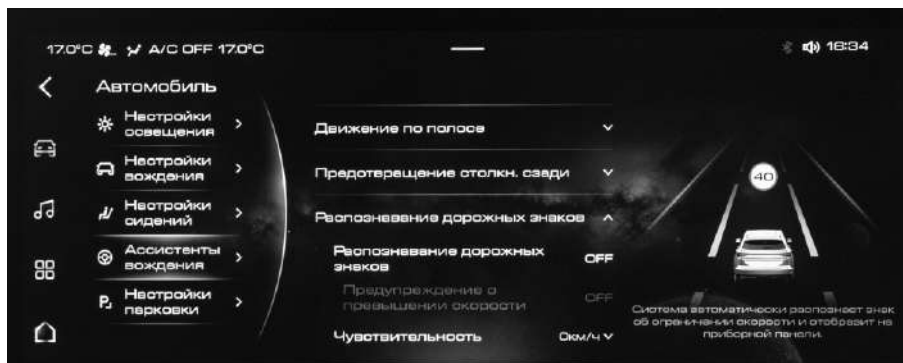 17.0°C A/C OFF 17.0°C
16:34
Автомобиль
Настройки
освещения
Настройки
вождения
Настройки
сидений
Ассистенты
вождения
Настройки
парковки
Движение по полосе
Предотвращение столкн. сзади
Распознавание дорожных знаков
Распознавание дорожных
знаков
OFF
Предупреждение о
превышении скорости
OFF
Чувствительность
0км/ч
40
Система автоматически распознает знак
об ограничении скорости и отобразит на
приборной панели.